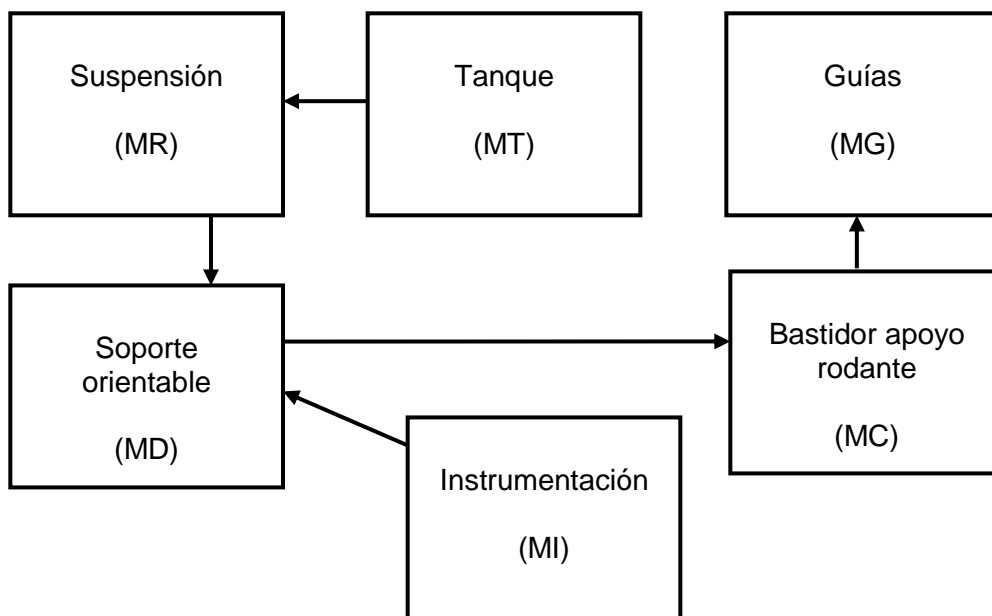 Suspensión
(MR)
Tanque
(MT)
Guías
(MG)
Soporte
orientable
(MD)
Bastidor apoyo
rodante
(MC)
Instrumentación
(MI)